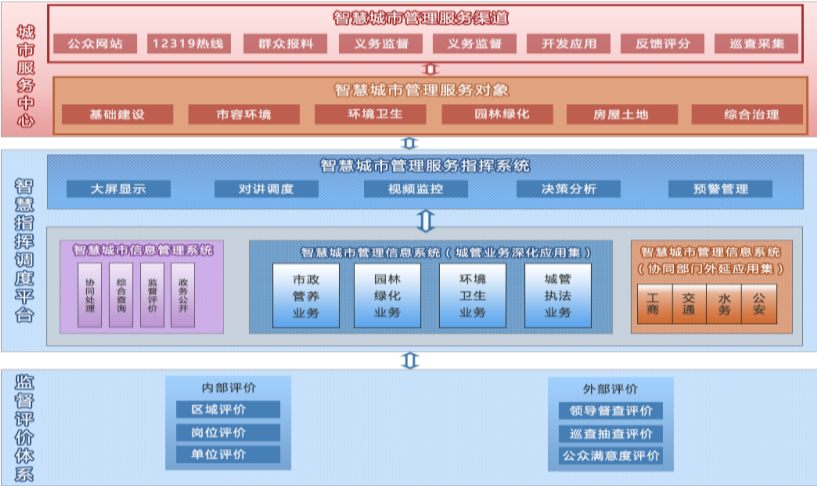 城市服务中心
智慧城市管理服务渠道
公众网站 12319热线 群众报料 义务监督 义务监督 开发应用 反馈评分 巡查采集
智慧城市管理服务对象
基础建设 市容环境 环境卫生 园林绿化 房屋土地 综合治理
智慧指挥调度平台
智慧城市管理服务指挥系统
大屏显示 对讲调度 视频监控 决策分析 预警管理
智慧城市信息管理系统
协同处理 综合查询 监督评价 政务公开
智慧城市管理信息系统（城管业务深化应用集）
市政管养业务 园林绿化业务 环境卫生业务 城管执法业务
智慧城市管理信息系统
（协同部门外延应用集）
工商 交通 水务 公安
监督评价体系
内部评价
区域评价
岗位评价
单位评价
外部评价
领导督查评价
巡查抽查评价
公众满意度评价